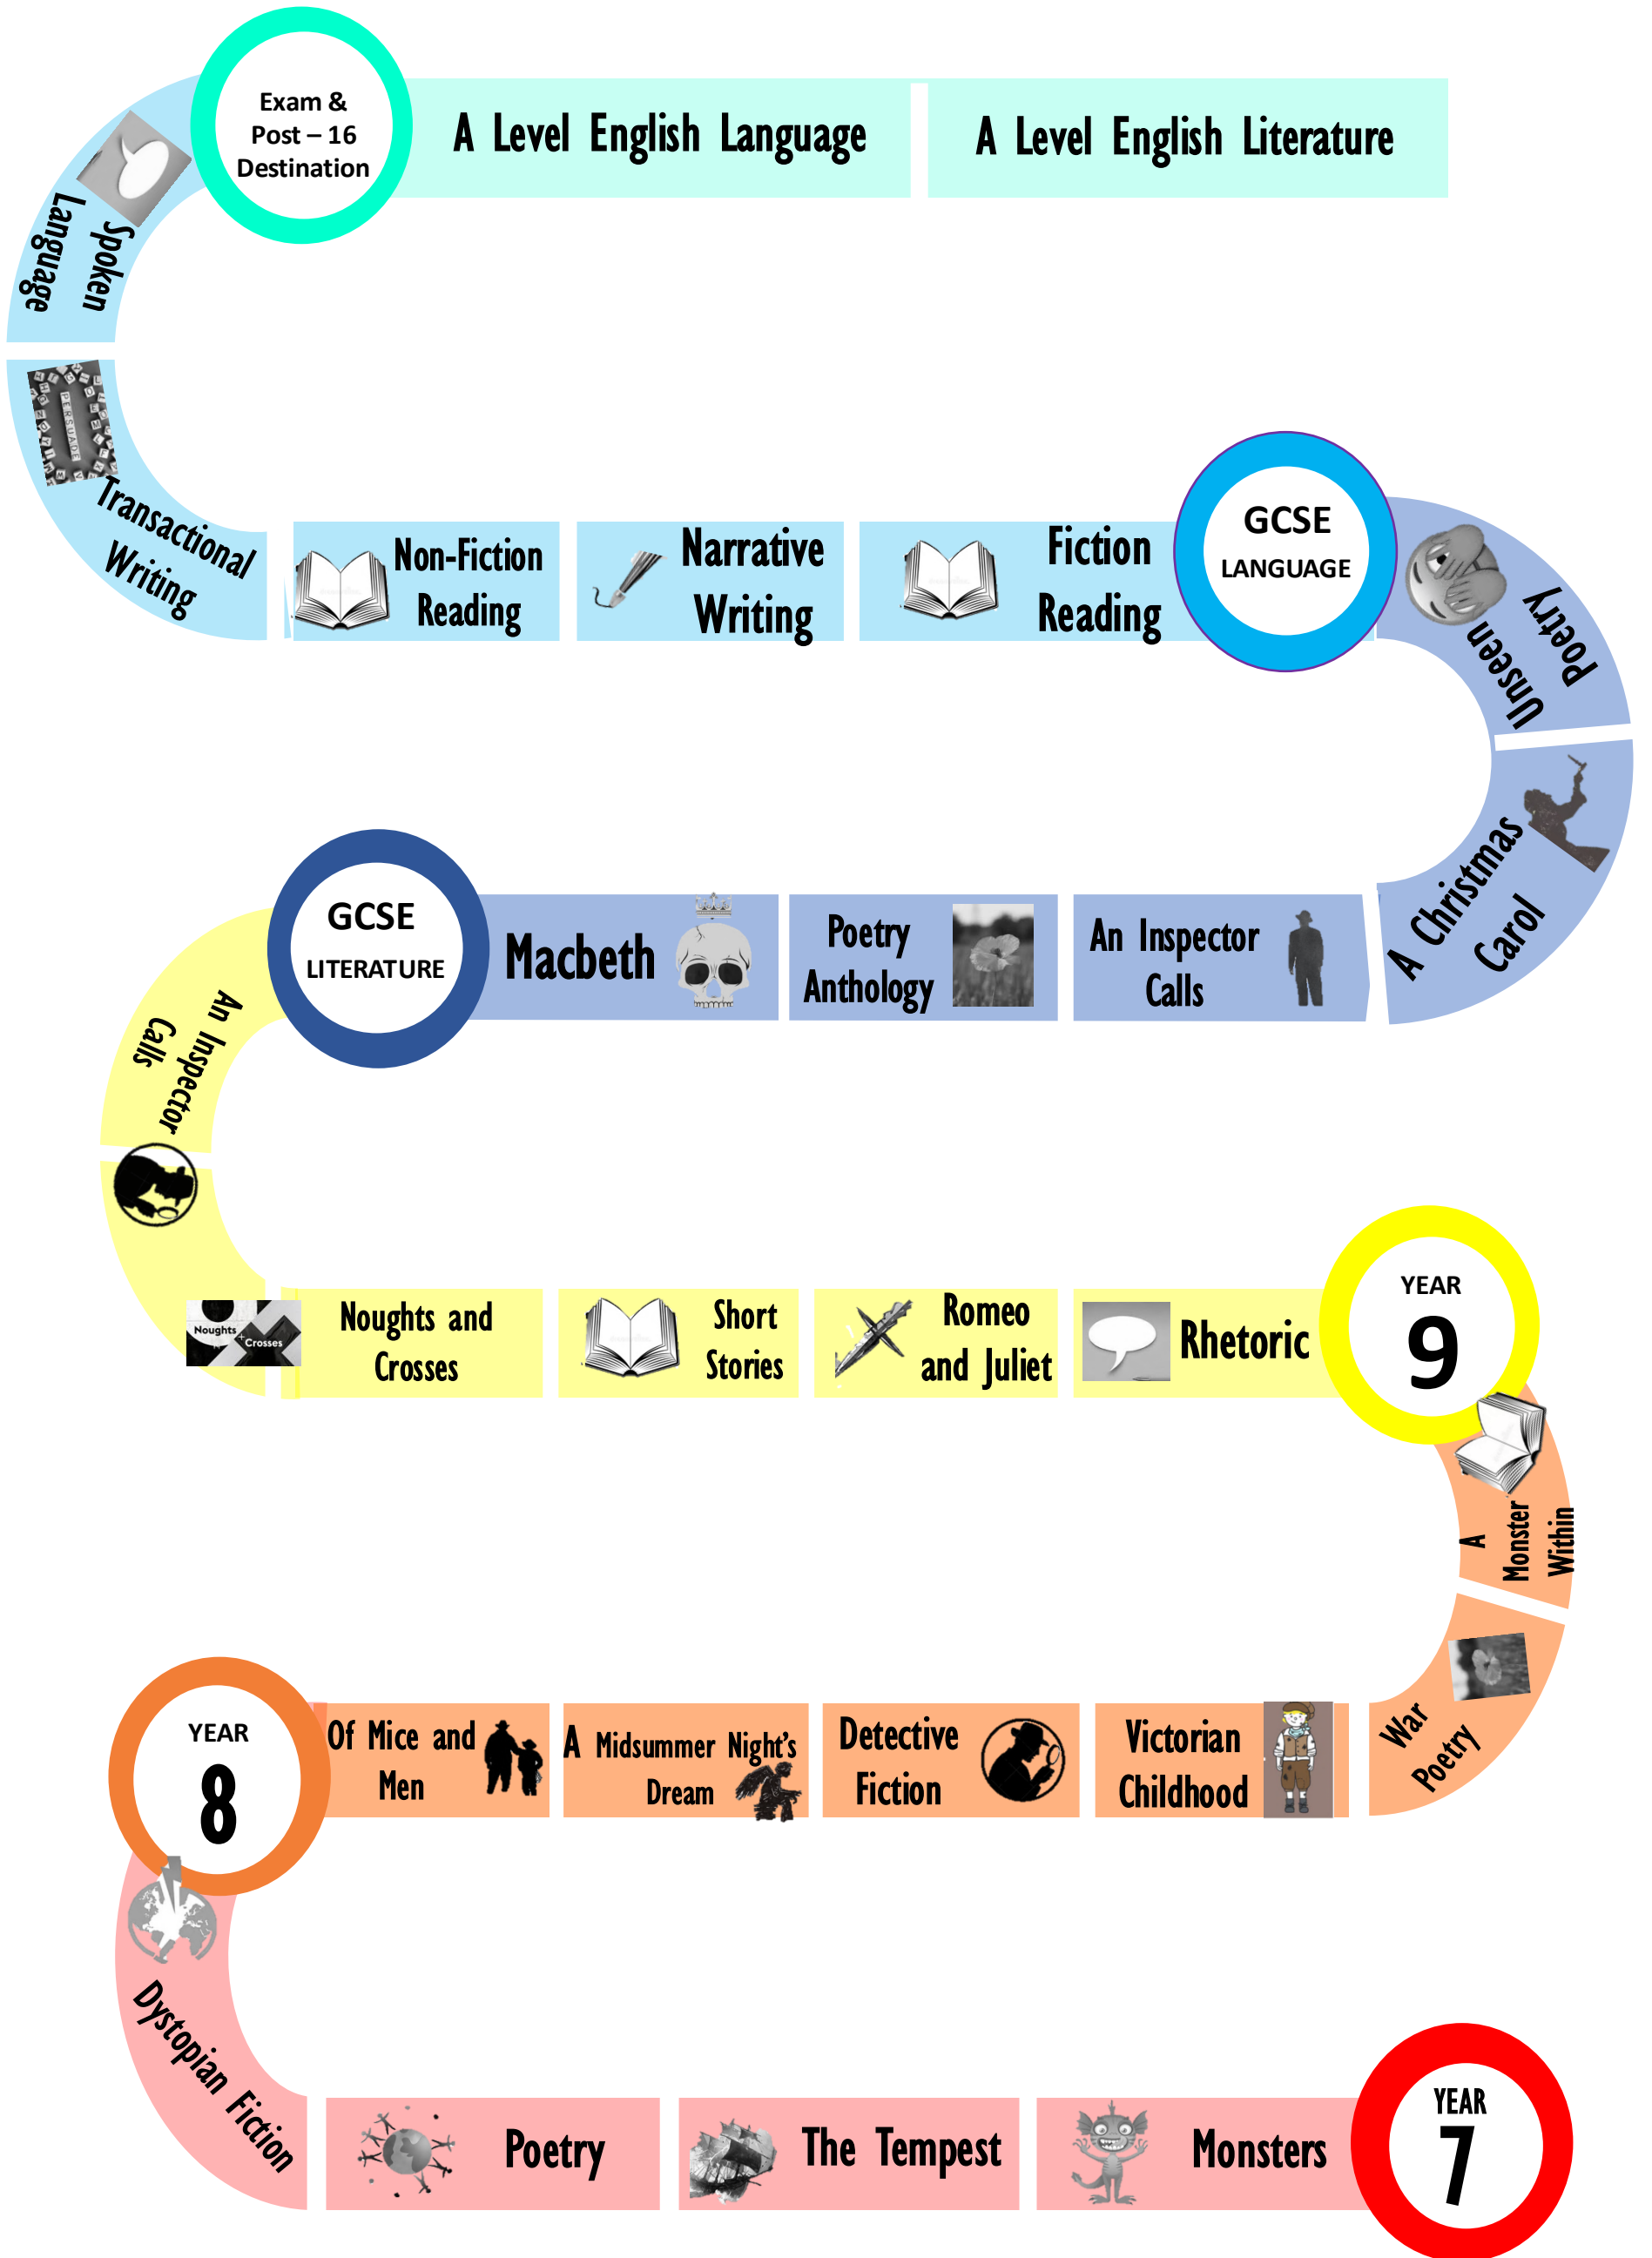 Exam &
Post – 16
Destination
A Level English Language
A Level English Literature
Spoken
Language
PERSUADE
Transactional
Writing
Non-Fiction
Reading
Narrative
Writing
Fiction
Reading
GCSE
LANGUAGE
Unseen
Poetry
A Christmas
Carol
GCSE
LITERATURE
Macbeth
Poetry
Anthology
An Inspector
Calls
An Inspector
Calls
Noughts
+
Crosses
Noughts and
Crosses
Short
Stories
Romeo
and Juliet
Rhetoric
YEAR
9
A
Monster
Within
War
Poetry
YEAR
8
Of Mice and
Men
A Midsummer Night's
Dream
Detective
Fiction
Victorian
Childhood
Dystopian Fiction
Poetry
The Tempest
Monsters
YEAR
7